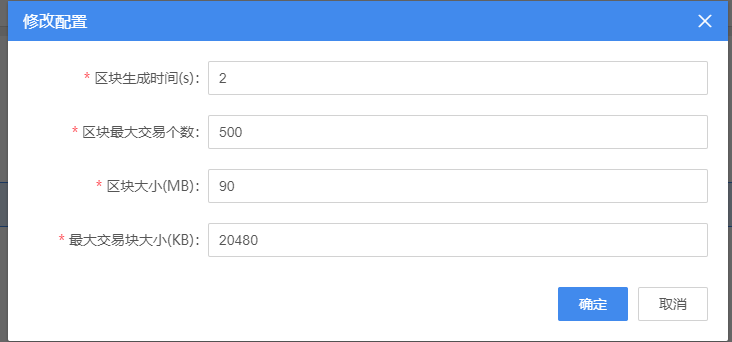 修改配置
* 区块生成时间(s): 2
* 区块最大交易个数: 500
* 区块大小(MB): 90
* 最大交易块大小(KB): 20480
确定 取消